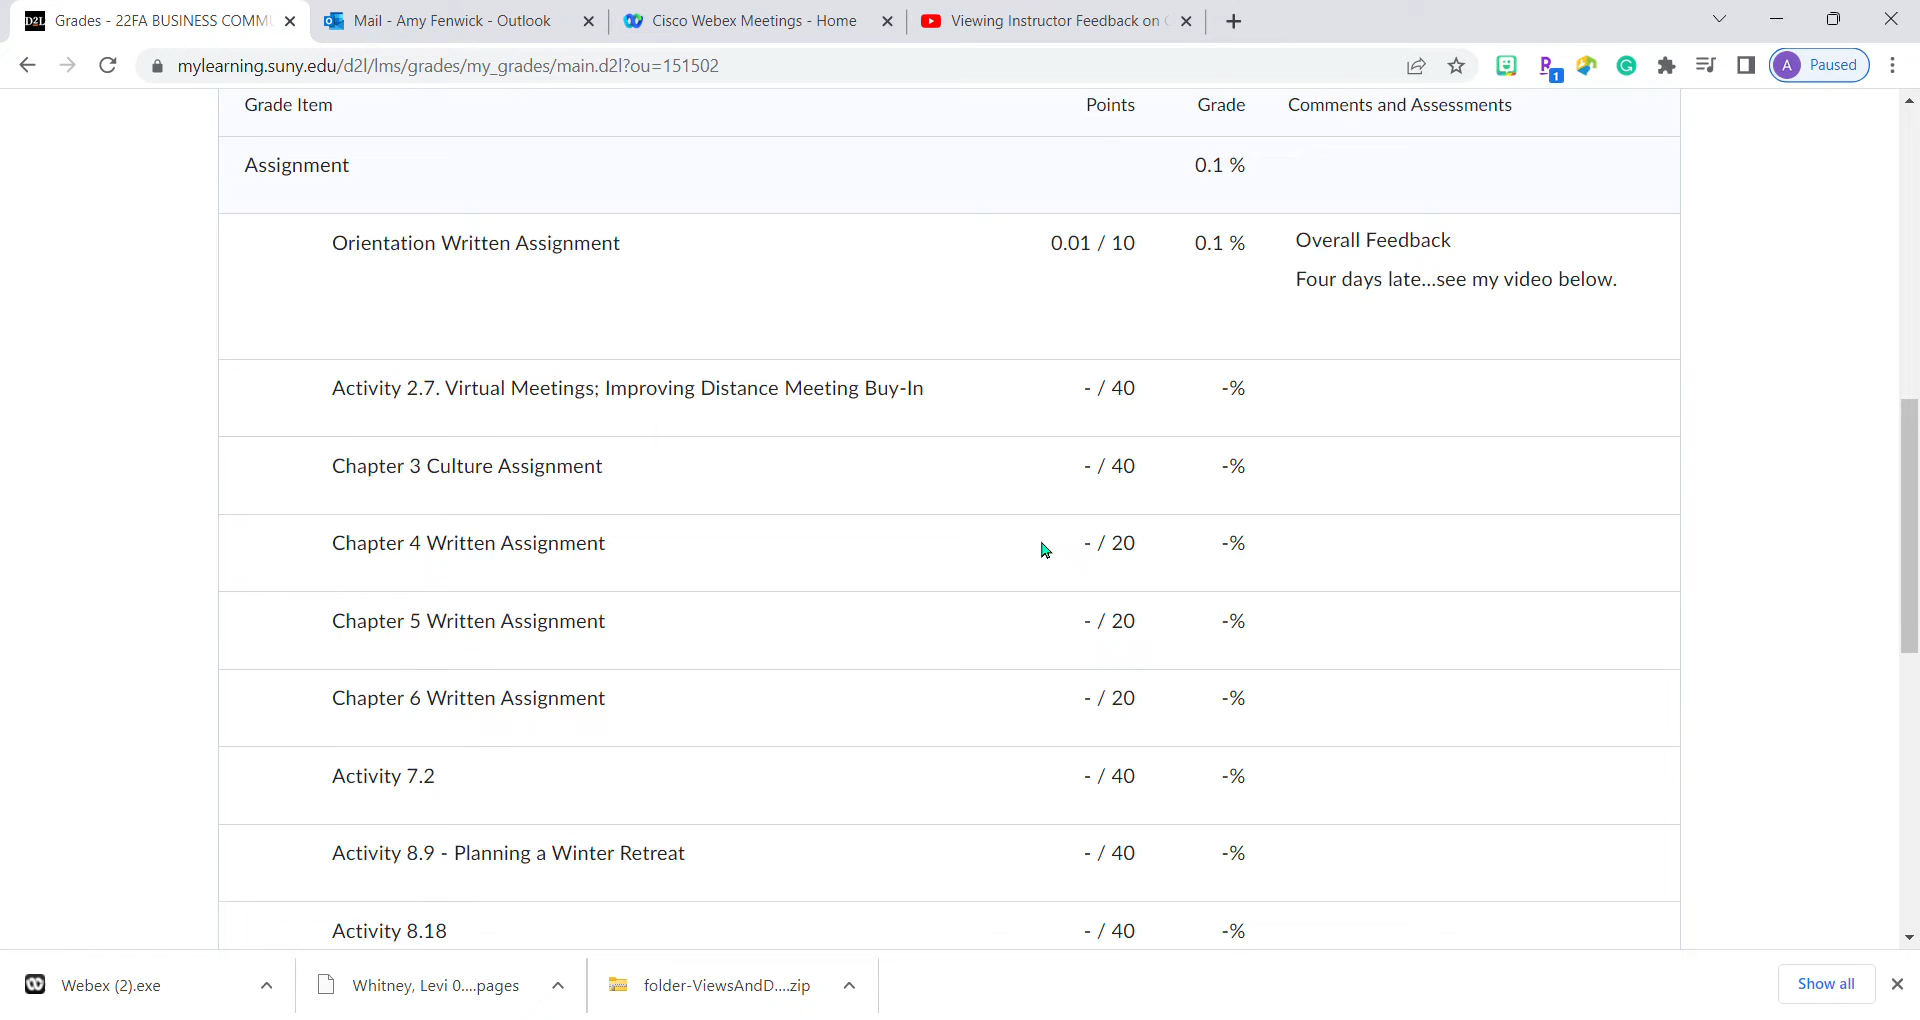 Grades - 22FA BUSINESS COMMU
Mail - Amy Fenwick - Outlook
Cisco Webex Meetings - Home
Viewing Instructor Feedback on
mylearning.suny.edu/d2l/lms/grades/my_grades/main.d2l?ou=151502
1
A Paused
Grade Item Points Grade Comments and Assessments
Assignment 0.1 %
Orientation Written Assignment 0.01 / 10 0.1 % Overall Feedback
Four days late...see my video below.
Activity 2.7. Virtual Meetings; Improving Distance Meeting Buy-In - / 40 -%
Chapter 3 Culture Assignment - / 40 -%
Chapter 4 Written Assignment - / 20 -%
Chapter 5 Written Assignment - / 20 -%
Chapter 6 Written Assignment - / 20 -%
Activity 7.2 - / 40 -%
Activity 8.9 - Planning a Winter Retreat - / 40 -%
Activity 8.18 - / 40 -%
Webex (2).exe
Whitney, Levi 0....pages
folder-ViewsAndD....zip
Show all